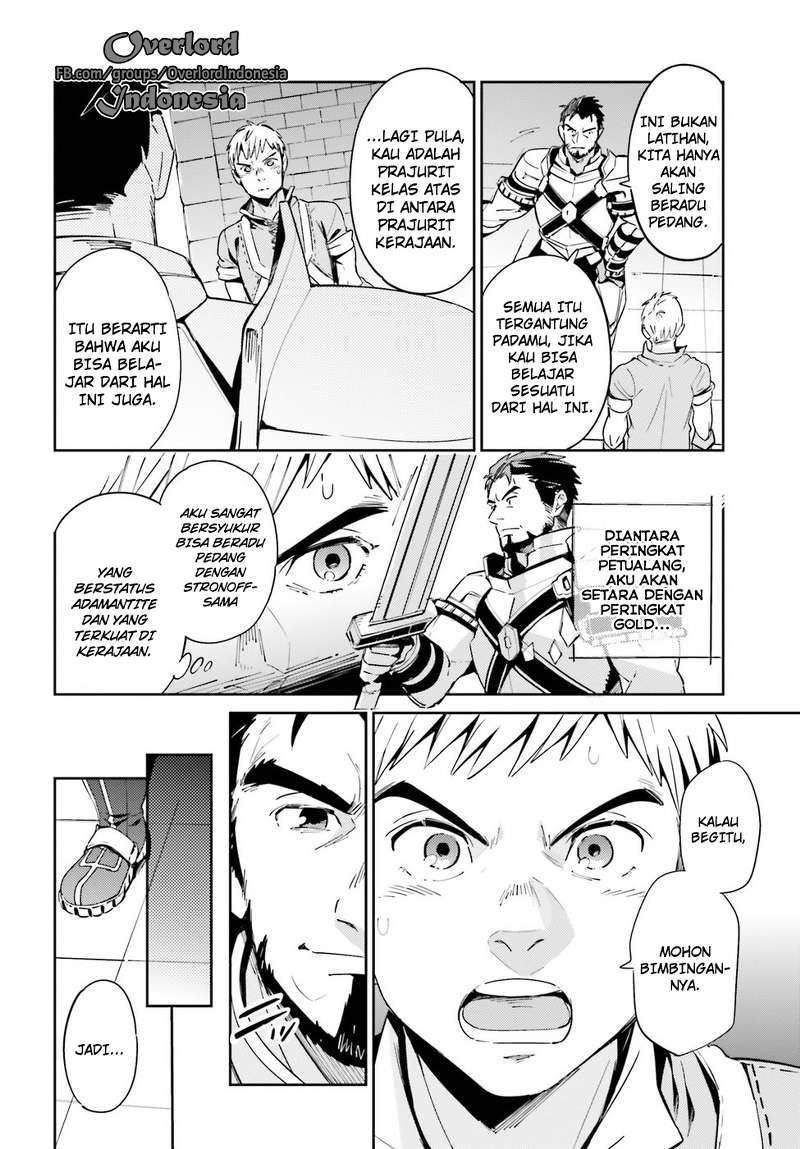 Overlord
FB.com/groups/OverlordIndonesia
Indonesia
INI BUKAN
LATIHAN,
KITA HANYA
AKAN
SALING
BERADU
PEDANG.
SEMUA ITU
TERGANTUNG
PADAMU, JIKA
KAU BISA
BELAJAR
SESUATU
DARI HAL INI.
...LAGI PULA,
KAU ADALAH
PRAJURIT
KELAS ATAS
DI ANTARA
PRAJURIT
KERAJAAN.
ITU BERARTI
BAHWA AKU
BISA BELA-
JAR DARI HAL
INI JUGA.
DIANTARA
PERINGKAT
PETUALANG,
AKU AKAN
SETARA DENGAN
PERINGKAT
GOLD...
AKU SANGAT
BERSYUKUR
BISA BERADU
PEDANG
DENGAN
STRONOFF-
SAMA
YANG
BERSTATUS
ADAMANTITE
DAN YANG
TERKUAT DI
KERAJAAN.
KALAU
BEGITU,
MOHON
BIMBINGAN-
NYA.
JADI...